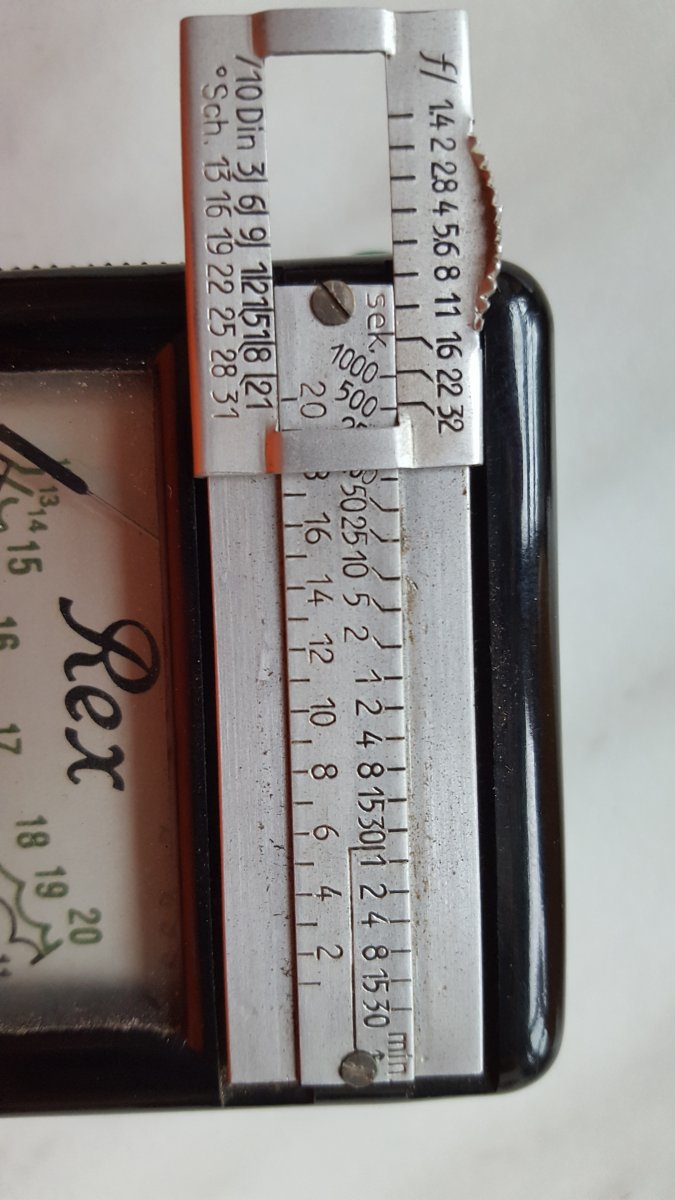 f/ 1,4 2 2,8 4 5,6 8 11 16 22 32
/10 Din 3 6 9 12 15 18 21
°Sch. 13 16 19 22 25 28 31
sek.
1000 500
50 25 10 5 2 1 2 4 8 15 30 1 2 4 8 15 30 min
20 16 14 12 10 8 6 4 2
Rex
13 14 15 16 17 18 19 20